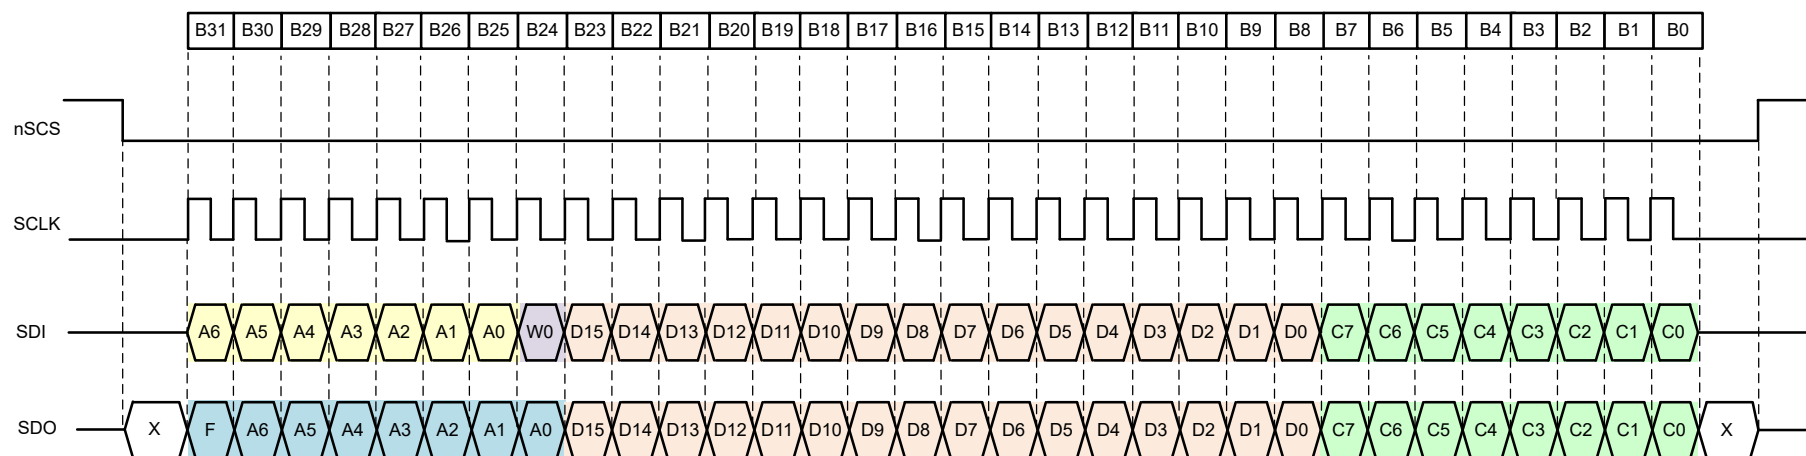 B31 B30 B29 B28 B27 B26 B25 B24 B23 B22 B21 B20 B19 B18 B17 B16 B15 B14 B13 B12 B11 B10 B9 B8 B7 B6 B5 B4 B3 B2 B1 B0
nSCS
SCLK
SDI A6 A5 A4 A3 A2 A1 A0 W0 D15 D14 D13 D12 D11 D10 D9 D8 D7 D6 D5 D4 D3 D2 D1 D0 C7 C6 C5 C4 C3 C2 C1 C0
SDO X F A6 A5 A4 A3 A2 A1 A0 D15 D14 D13 D12 D11 D10 D9 D8 D7 D6 D5 D4 D3 D2 D1 D0 C7 C6 C5 C4 C3 C2 C1 C0 X